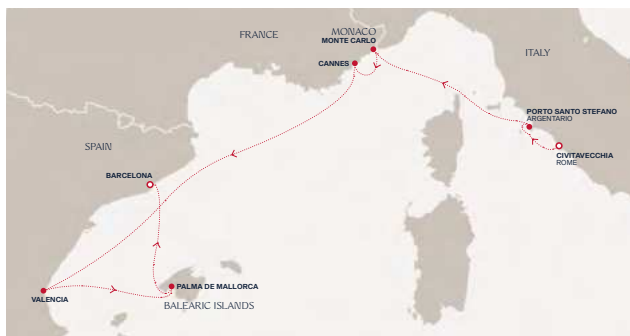 FRANCE
MONACO
MONTE CARLO
ITALY
CANNES
PORTO SANTO STEFANO
ARGENTARIO
SPAIN
CIVITAVECCHIA
ROME
BARCELONA
PALMA DE MALLORCA
VALENCIA
BALEARIC ISLANDS